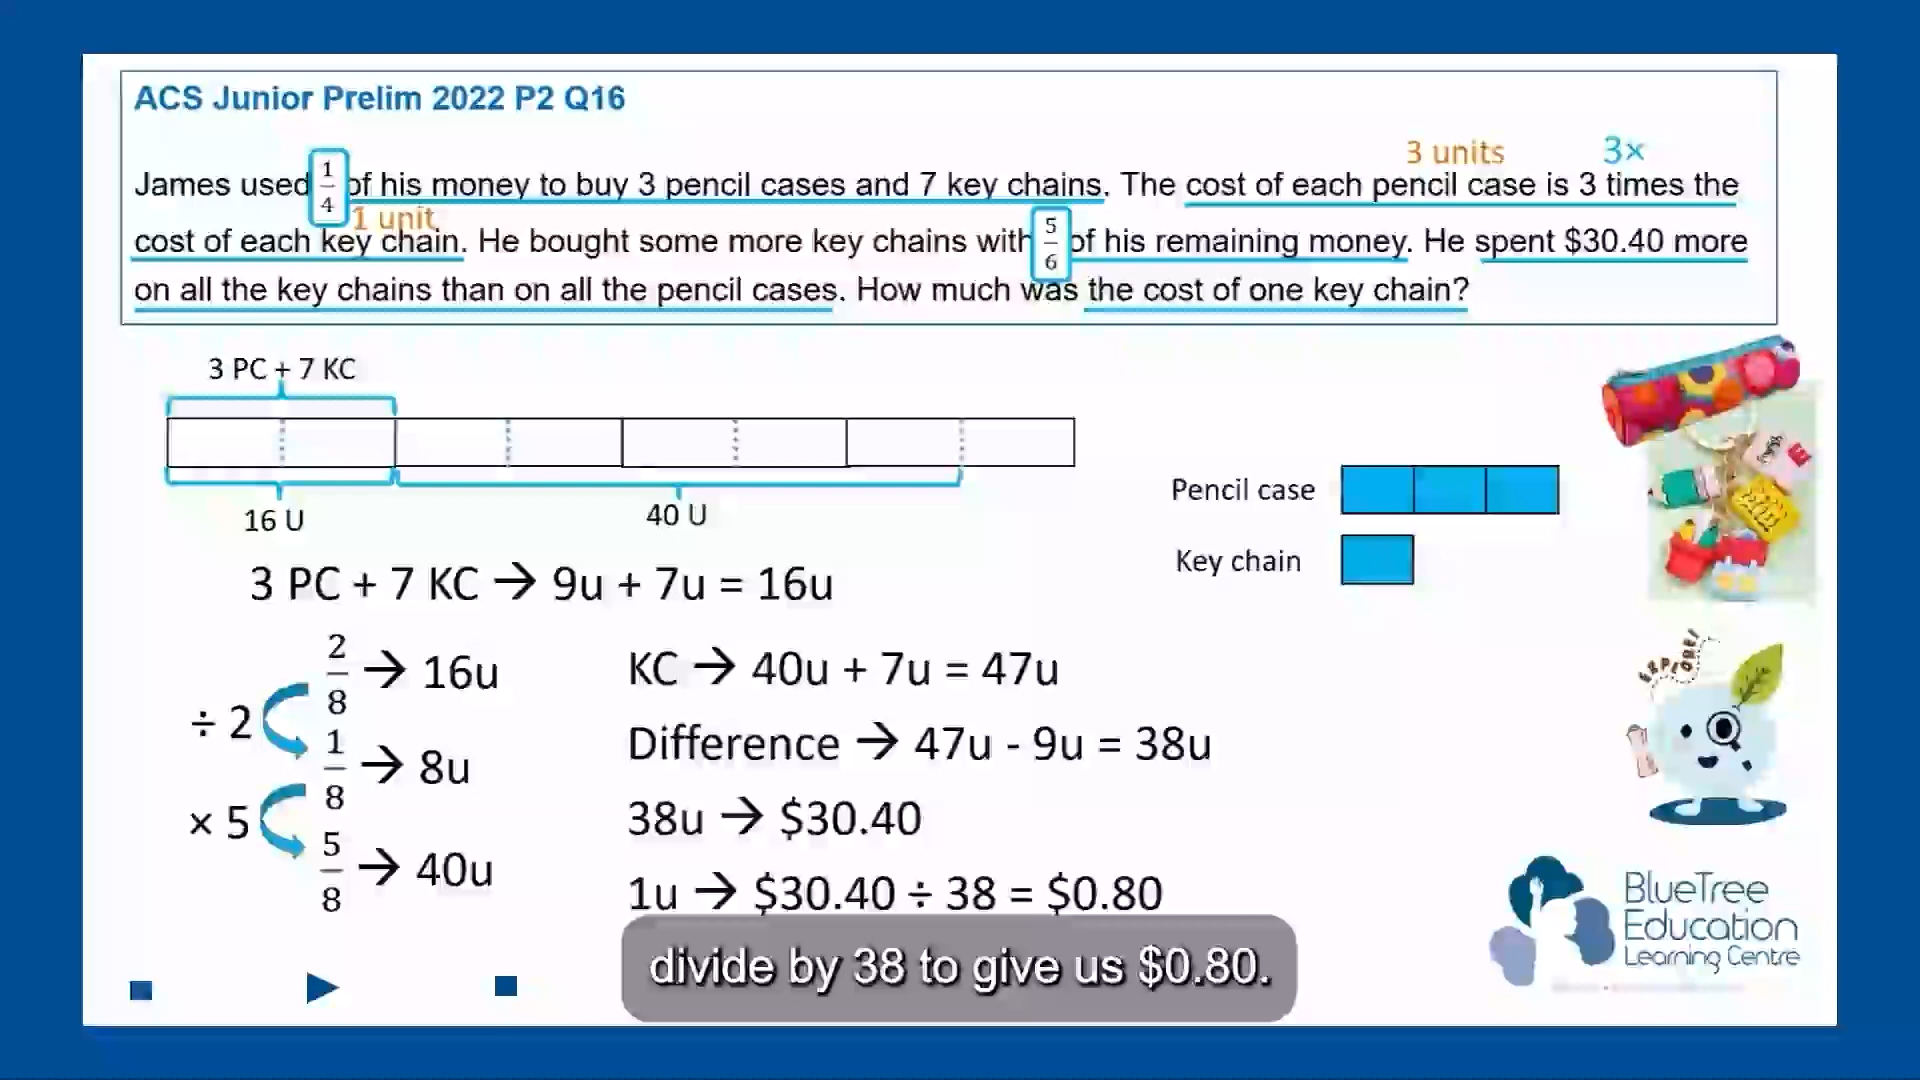 ACS Junior Prelim 2022 P2 Q16
3 units 3×
James used 1/4 of his money to buy 3 pencil cases and 7 key chains. The cost of each pencil case is 3 times the
1 unit
cost of each key chain. He bought some more key chains with 5/6 of his remaining money. He spent $30.40 more
on all the key chains than on all the pencil cases. How much was the cost of one key chain?
3 PC + 7 KC
16 U
40 U
Pencil case
Key chain
3 PC + 7 KC → 9u + 7u = 16u
2/8 → 16u
÷ 2
1/8 → 8u
× 5
5/8 → 40u
KC → 40u + 7u = 47u
Difference → 47u - 9u = 38u
38u → $30.40
1u → $30.40 ÷ 38 = $0.80
EXPLORE!
BlueTree
Education
Learning Centre
divide by 38 to give us $0.80.